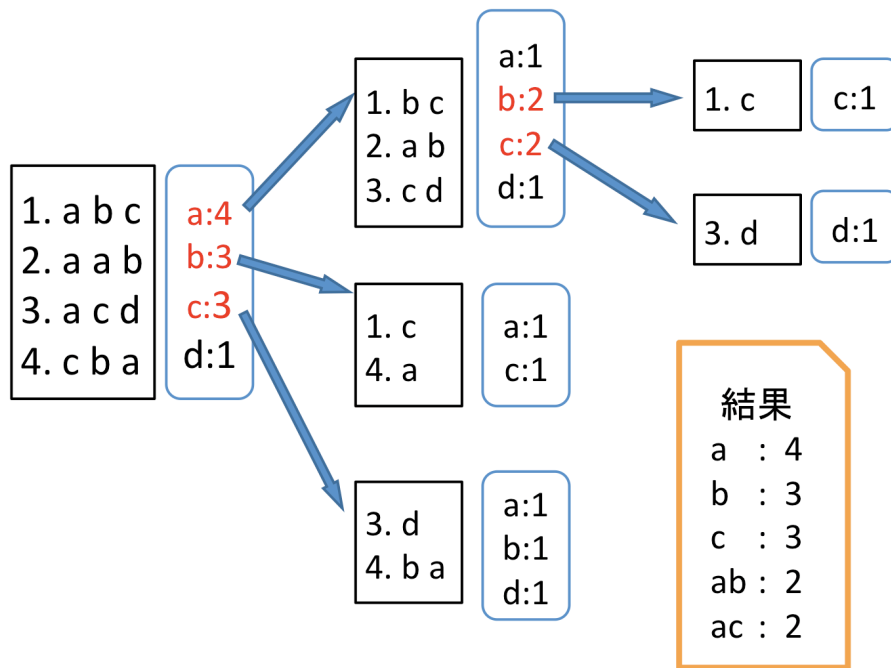 1. a b c
2. a a b
3. a c d
4. c b a
a:4
b:3
c:3
d:1
1. b c
2. a b
3. c d
a:1
b:2
c:2
d:1
1. c
c:1
3. d
d:1
1. c
4. a
a:1
c:1
3. d
4. b a
a:1
b:1
d:1
結果
a : 4
b : 3
c : 3
ab : 2
ac : 2